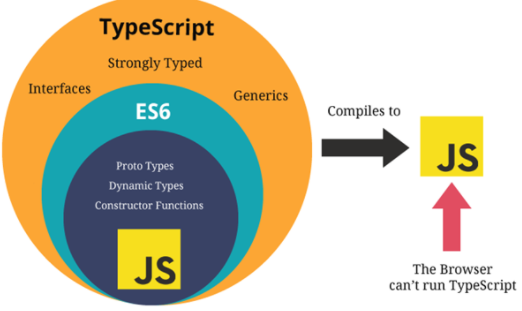 TypeScript
Strongly Typed
Interfaces
Generics
ES6
Proto Types
Dynamic Types
Constructor Functions
JS
Compiles to
JS
The Browser
can't run TypeScript